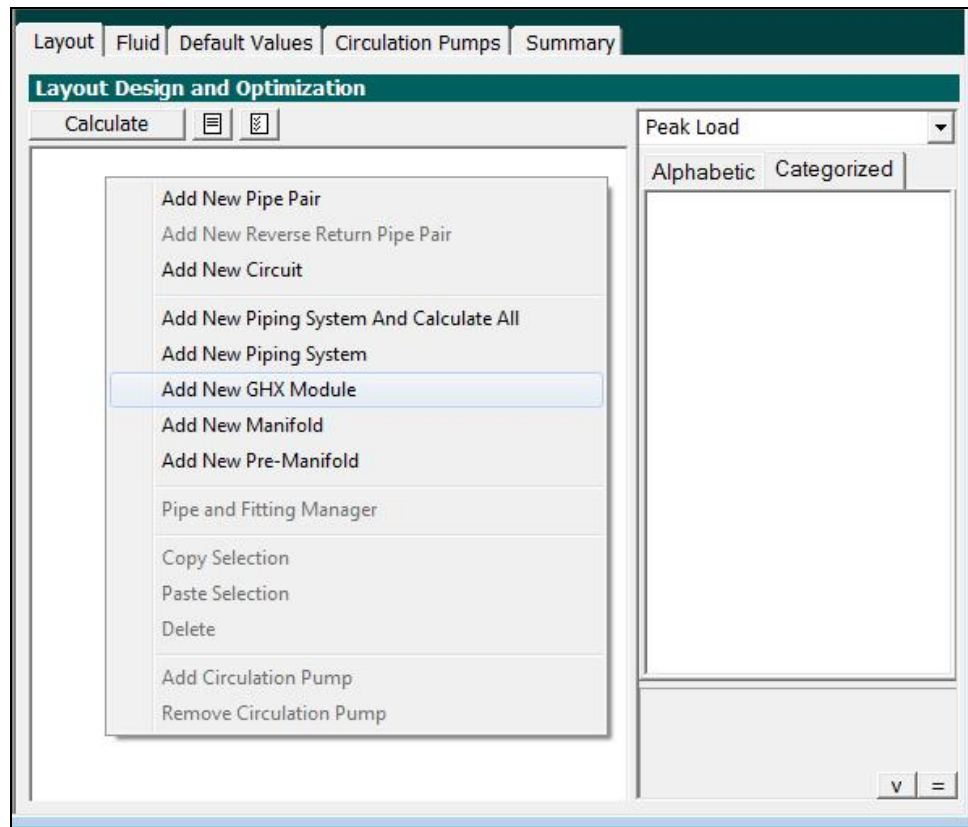 Layout Fluid Default Values Circulation Pumps Summary
Layout Design and Optimization
Calculate
Peak Load
Alphabetic Categorized
Add New Pipe Pair
Add New Reverse Return Pipe Pair
Add New Circuit
Add New Piping System And Calculate All
Add New Piping System
Add New GHX Module
Add New Manifold
Add New Pre-Manifold
Pipe and Fitting Manager
Copy Selection
Paste Selection
Delete
Add Circulation Pump
Remove Circulation Pump
v =